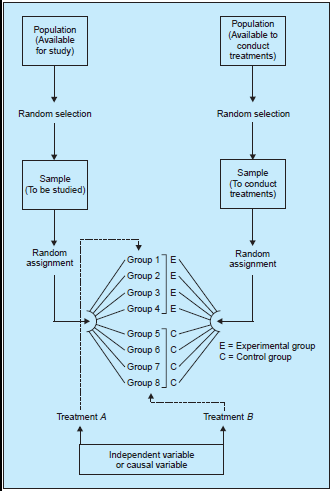 Population
(Available
for study)
Population
(Available to
conduct
treatments)
Random selection
Random selection
Sample
(To be studied)
Sample
(To conduct
treatments)
Random
assignment
Random
assignment
Group 1 E
Group 2 E
Group 3 E
Group 4 E
Group 5 C
Group 6 C
Group 7 C
Group 8 C
E = Experimental group
C = Control group
Treatment A
Treatment B
Independent variable
or causal variable